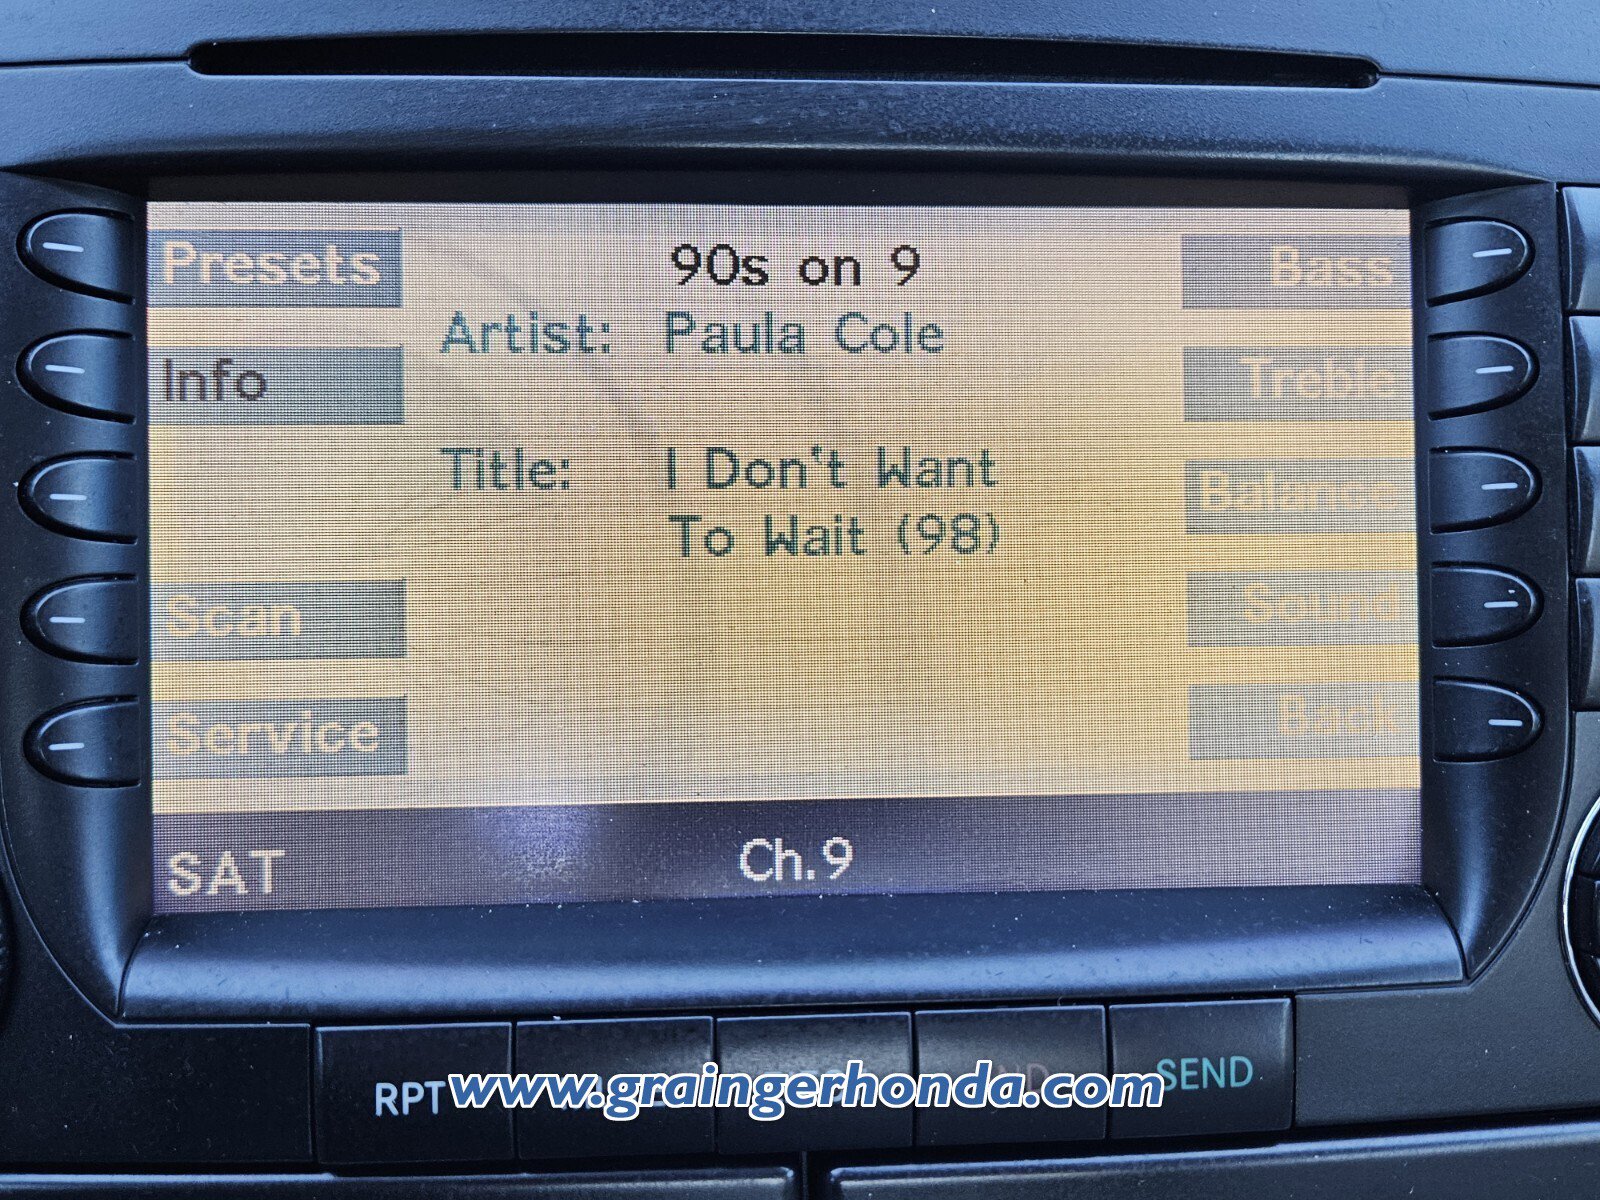 90s on 9
Presets
Bass
Artist: Paula Cole
Info
Treble
Title: I Don't Want
To Wait (98)
Balance
Scan
Sound
Service
Back
SAT
Ch.9
RPT
SEND
www.graingerhonda.com